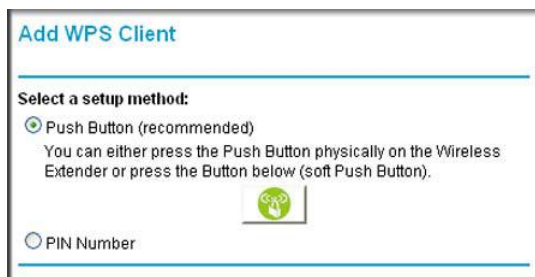 Add WPS Client
Select a setup method:
Push Button (recommended)
You can either press the Push Button physically on the Wireless
Extender or press the Button below (soft Push Button).
PIN Number